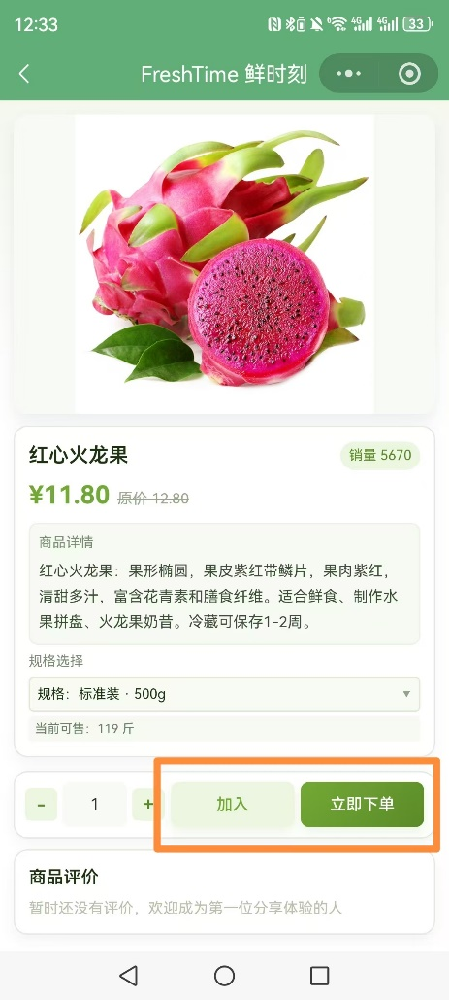 12:33
6 4G 4G 33
FreshTime 鲜时刻
红心火龙果
销量 5670
¥11.80 原价 12.80
商品详情
红心火龙果：果形椭圆，果皮紫红带鳞片，果肉紫红，
清甜多汁，富含花青素和膳食纤维。适合鲜食、制作水
果拼盘、火龙果奶昔。冷藏可保存1-2周。
规格选择
规格：标准装 · 500g
当前可售：119 斤
- 1 + 加入 立即下单
商品评价
暂时还没有评价，欢迎成为第一位分享体验的人